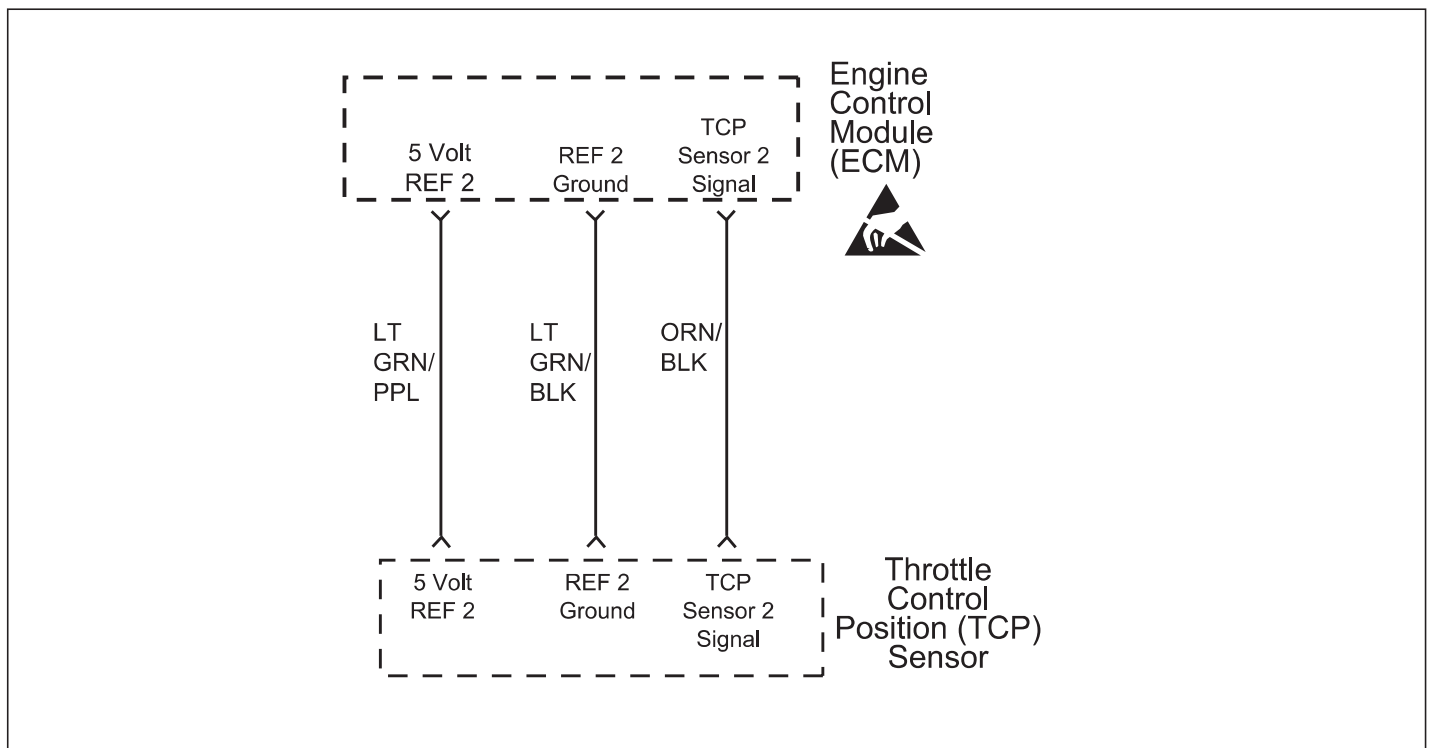 Engine
Control
Module
(ECM)
TCP
Sensor 2
Signal
5 Volt
REF 2
REF 2
Ground
LT
GRN/
PPL
LT
GRN/
BLK
ORN/
BLK
5 Volt
REF 2
REF 2
Ground
TCP
Sensor 2
Signal
Throttle
Control
Position (TCP)
Sensor